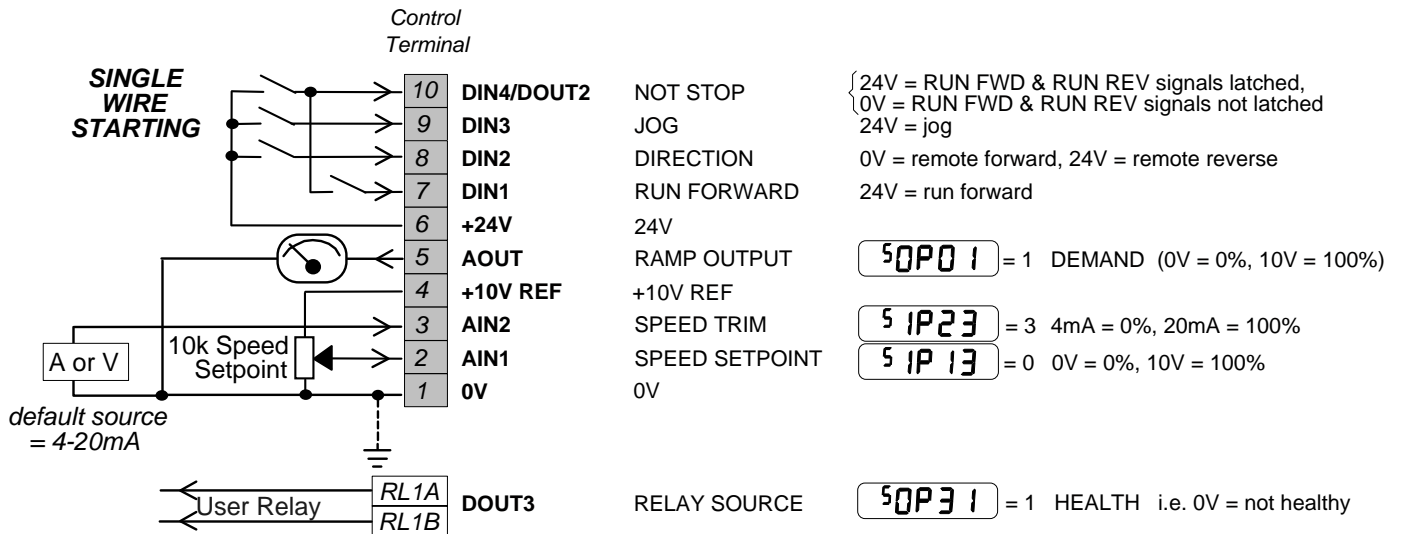 Control
Terminal
SINGLE
WIRE
STARTING
10 DIN4/DOUT2 NOT STOP 24V = RUN FWD & RUN REV signals latched,
0V = RUN FWD & RUN REV signals not latched
9 DIN3 JOG 24V = jog
8 DIN2 DIRECTION 0V = remote forward, 24V = remote reverse
7 DIN1 RUN FORWARD 24V = run forward
6 +24V 24V
5 AOUT RAMP OUTPUT SOP01 = 1 DEMAND (0V = 0%, 10V = 100%)
4 +10V REF +10V REF
3 AIN2 SPEED TRIM SIP23 = 3 4mA = 0%, 20mA = 100%
A or V 10k Speed
Setpoint 2 AIN1 SPEED SETPOINT SIP13 = 0 0V = 0%, 10V = 100%
1 0V 0V
default source
= 4-20mA
User Relay
RL1A
RL1B
DOUT3 RELAY SOURCE SOP31 = 1 HEALTH i.e. 0V = not healthy